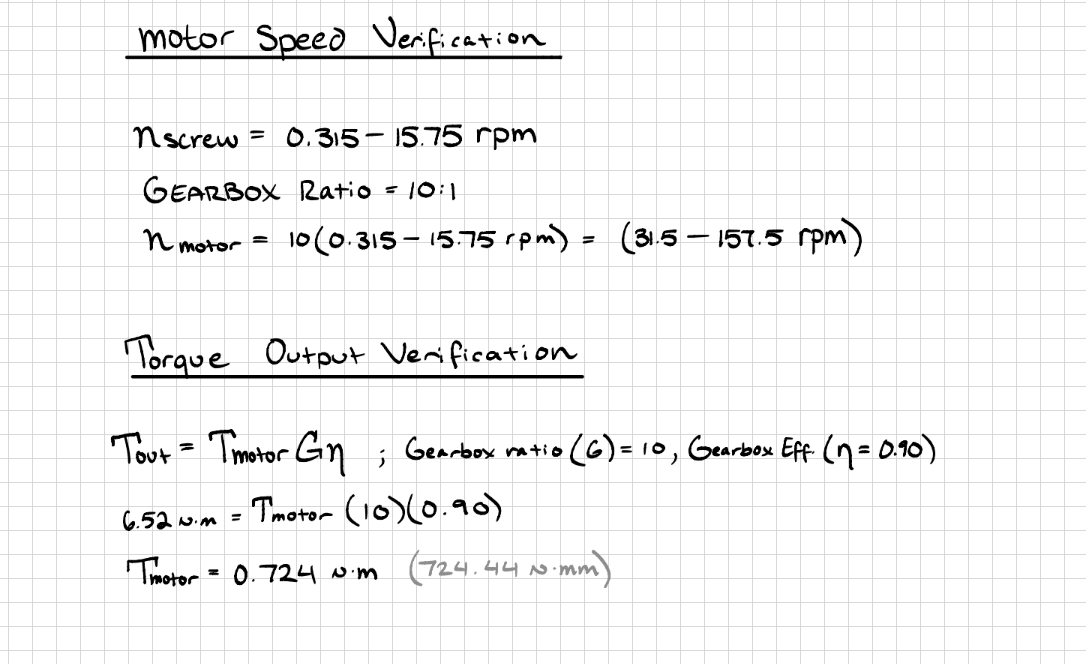 Motor Speed Verification
n screw = 0.315 – 15.75 rpm
GEARBOX Ratio = 10:1
n motor = 10(0.315 – 15.75 rpm) = (31.5 – 157.5 rpm)
Torque Output Verification
Tout = Tmotor Gη ; Gearbox ratio (G) = 10, Gearbox Eff. (η = 0.90)
6.52 N·m = Tmotor (10)(0.90)
Tmotor = 0.724 N·m (724.44 N·mm)